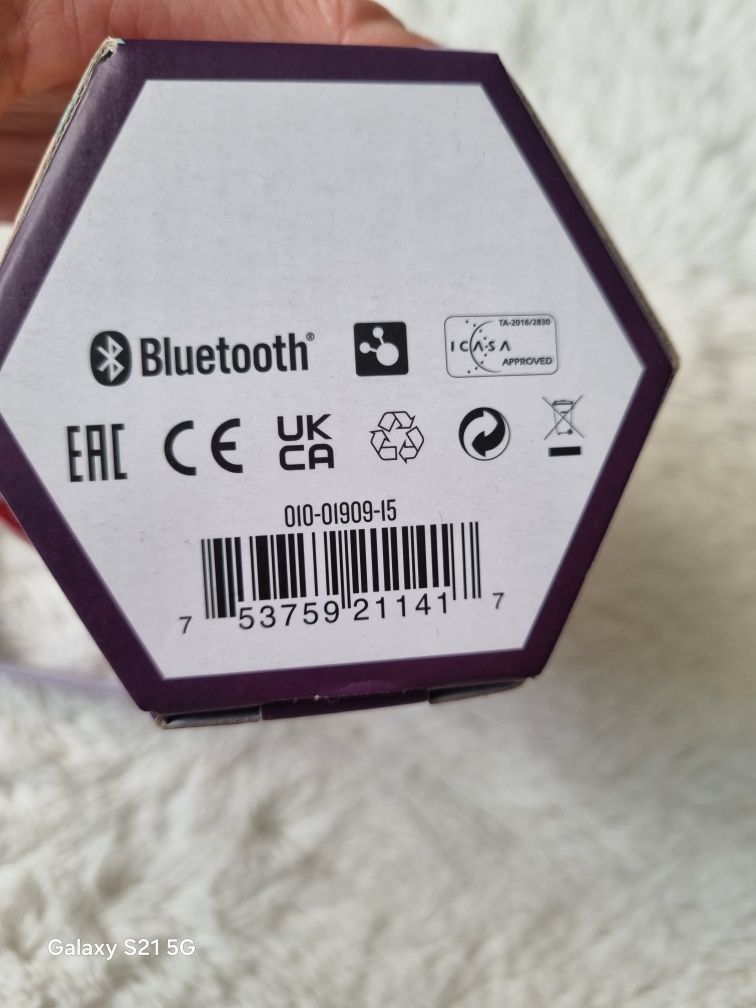 Bluetooth®
TA-2016/2830
ICASA
APPROVED
EAC
CE
UK
CA
010-01909-15
7 53759 21141 7
Galaxy S21 5G